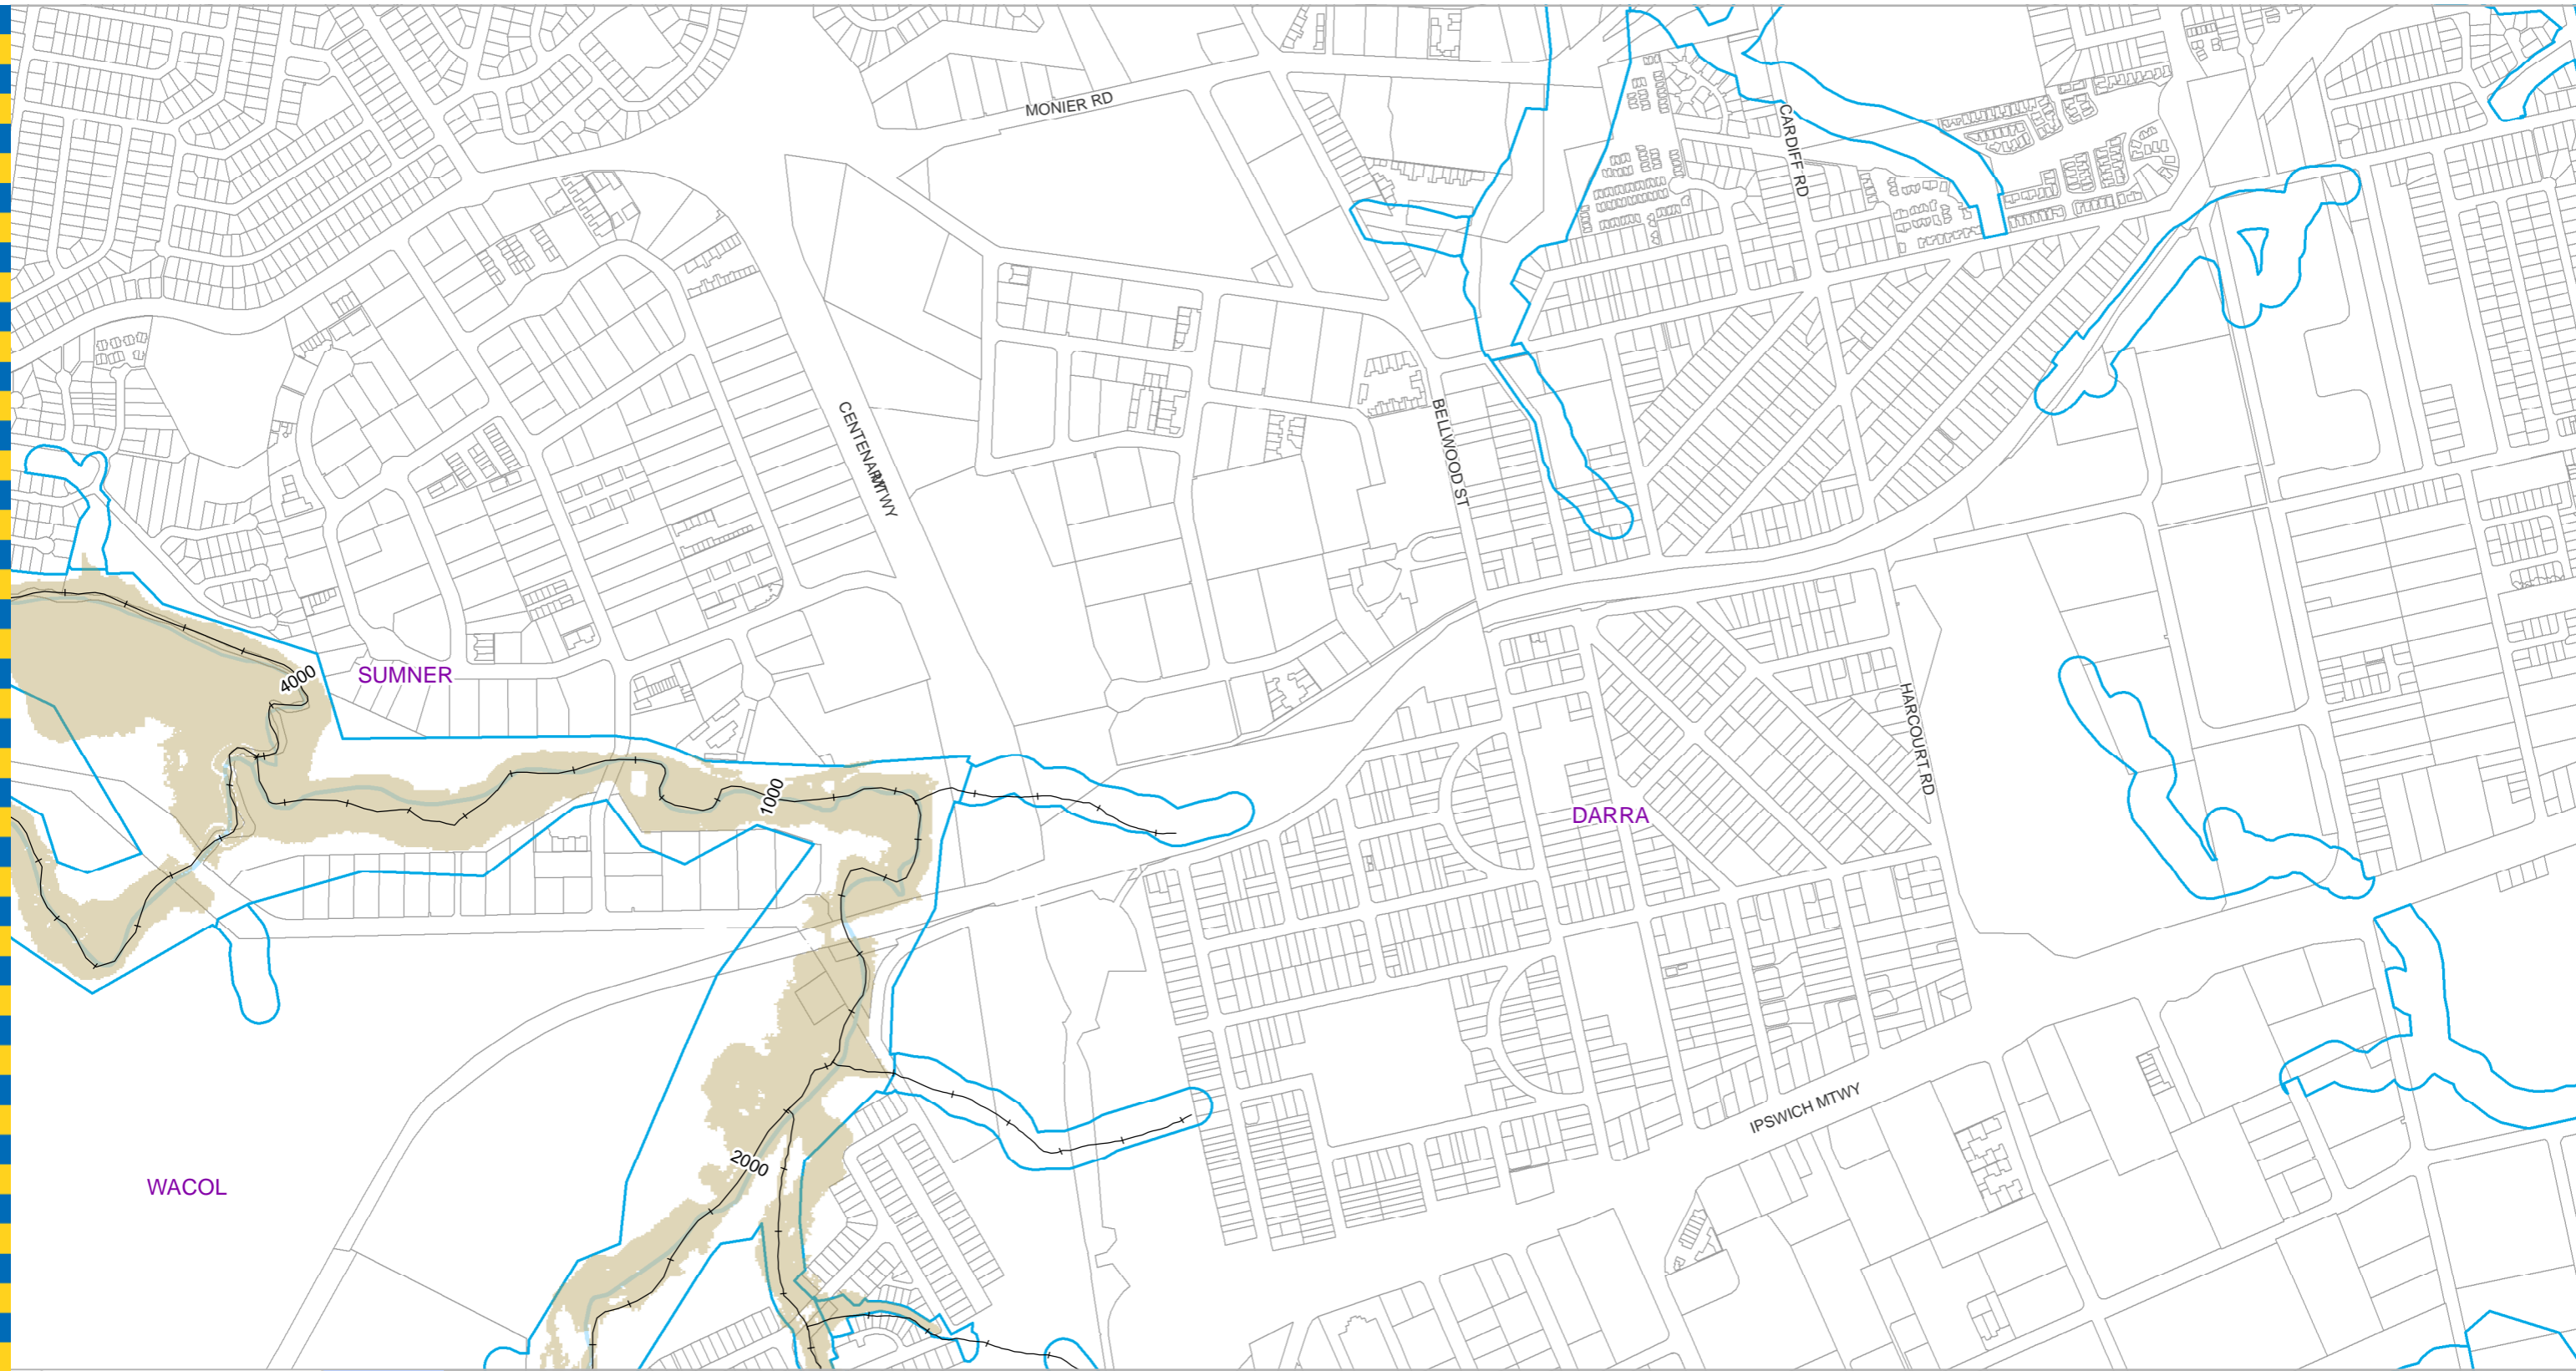 MONIER RD
CARDIFF RD
CENTENARY MTWY
BELLWOOD ST
4000
SUMNER
HARCOURT RD
1000
DARRA
IPSWICH MTWY
2000
WACOL